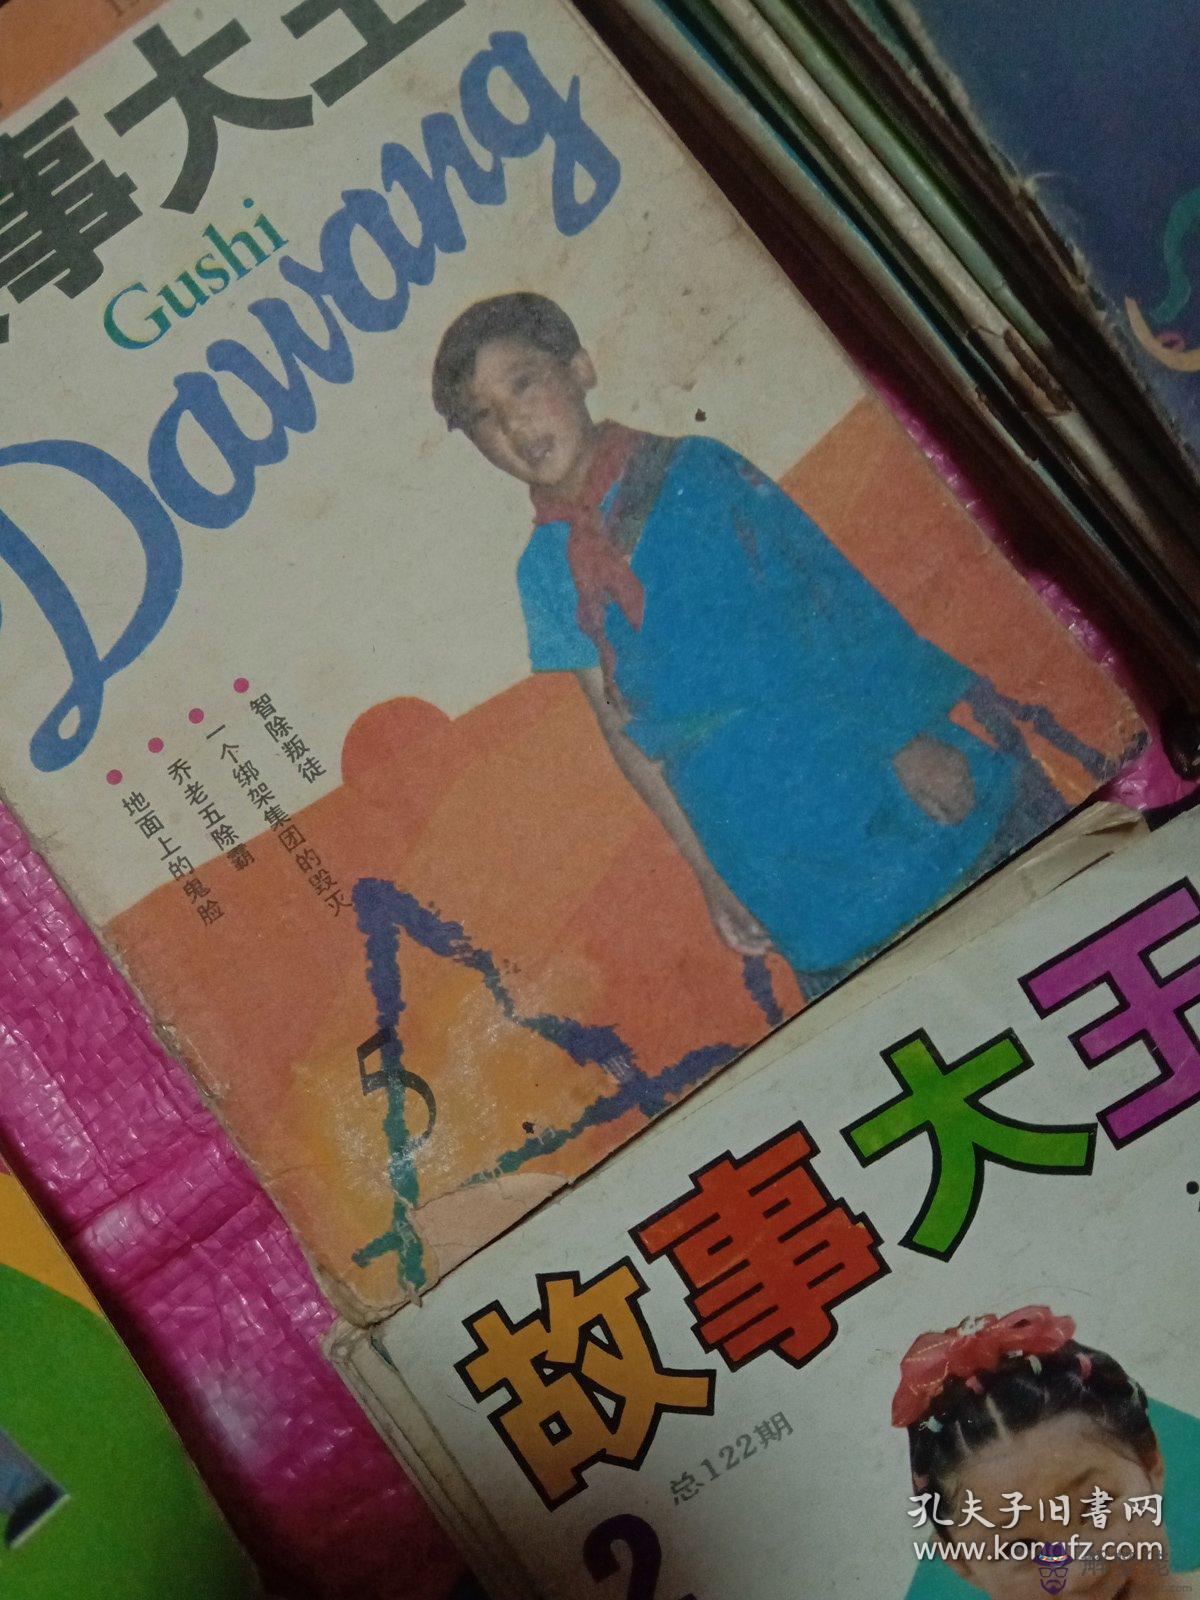 事大王
Gushi
Dawang
智除叛徒
一个绑架集团的毁灭
乔老五除霸
地面上的鬼脸
5
故事大王
总122期
2
孔夫子旧书网
www.kongfz.com